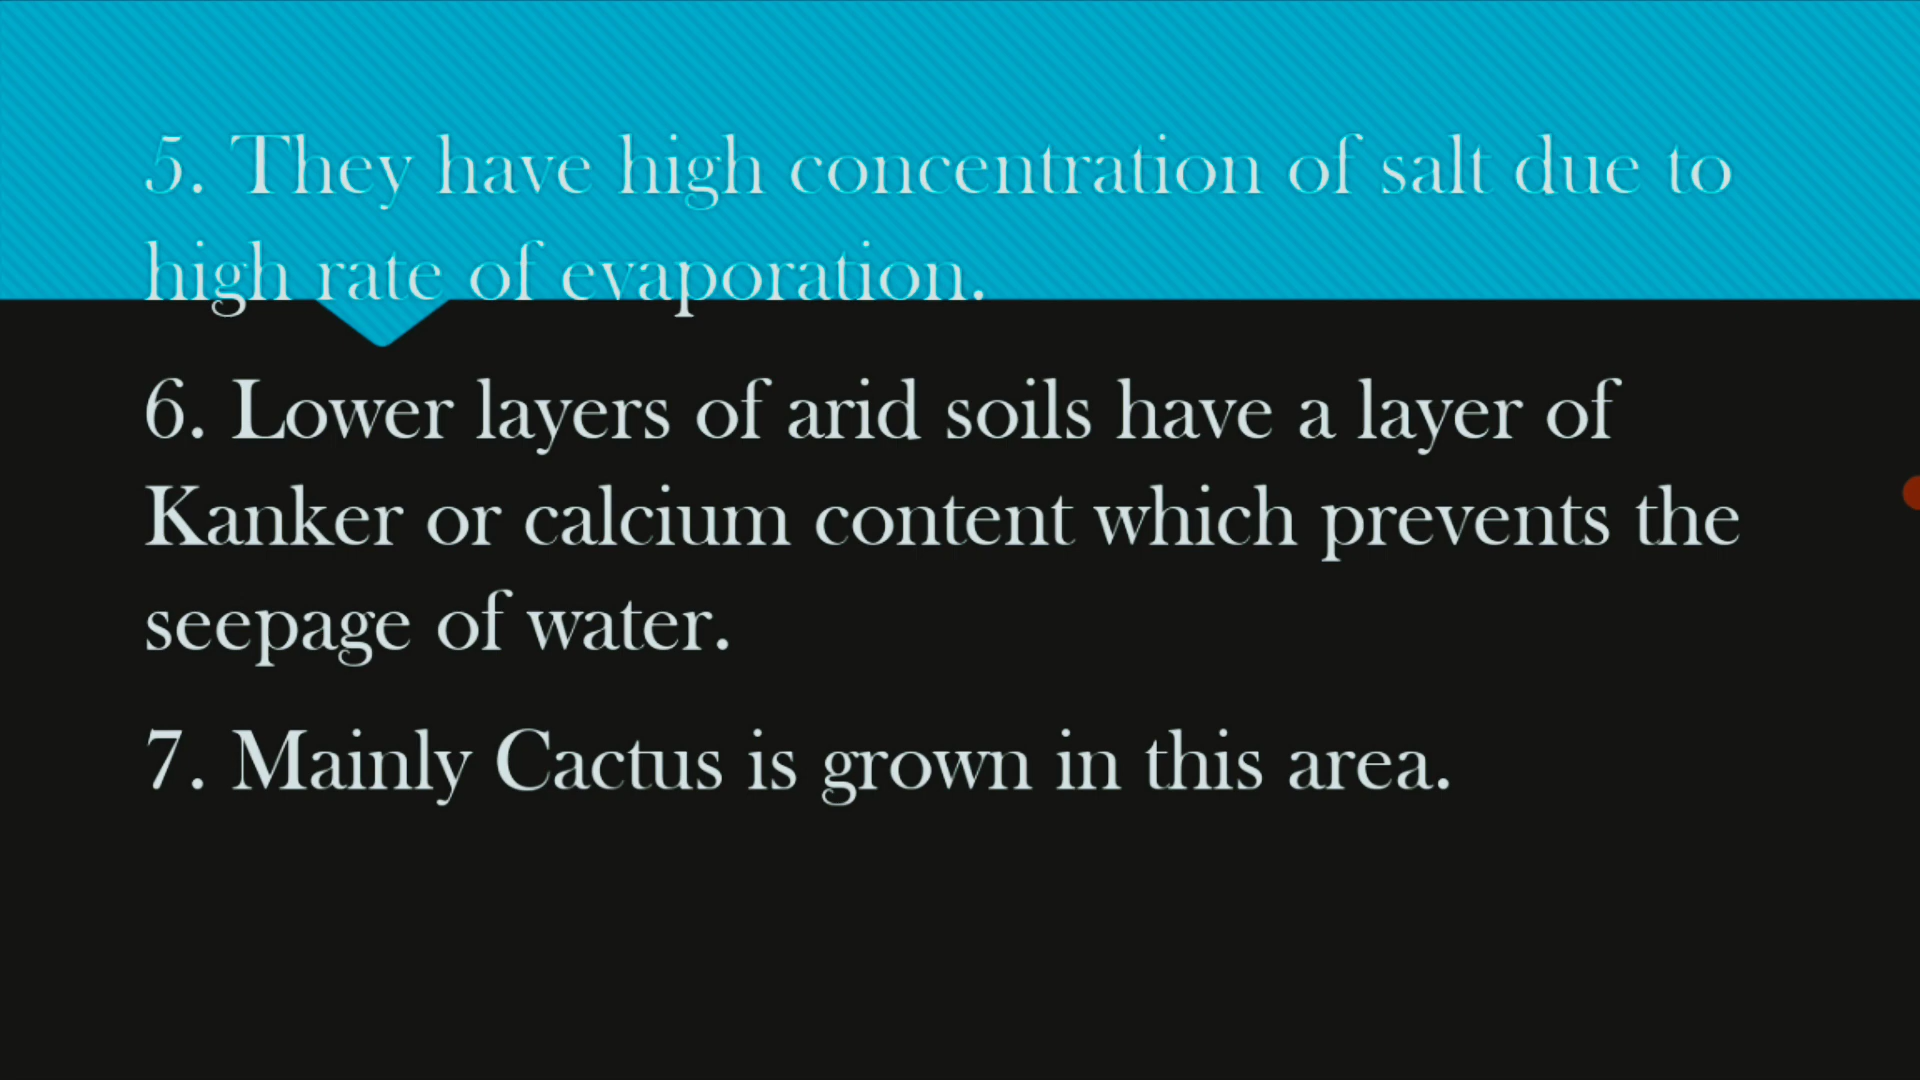 5. They have high concentration of salt due to
high rate of evaporation.
6. Lower layers of arid soils have a layer of
Kanker or calcium content which prevents the
seepage of water.
7. Mainly Cactus is grown in this area.